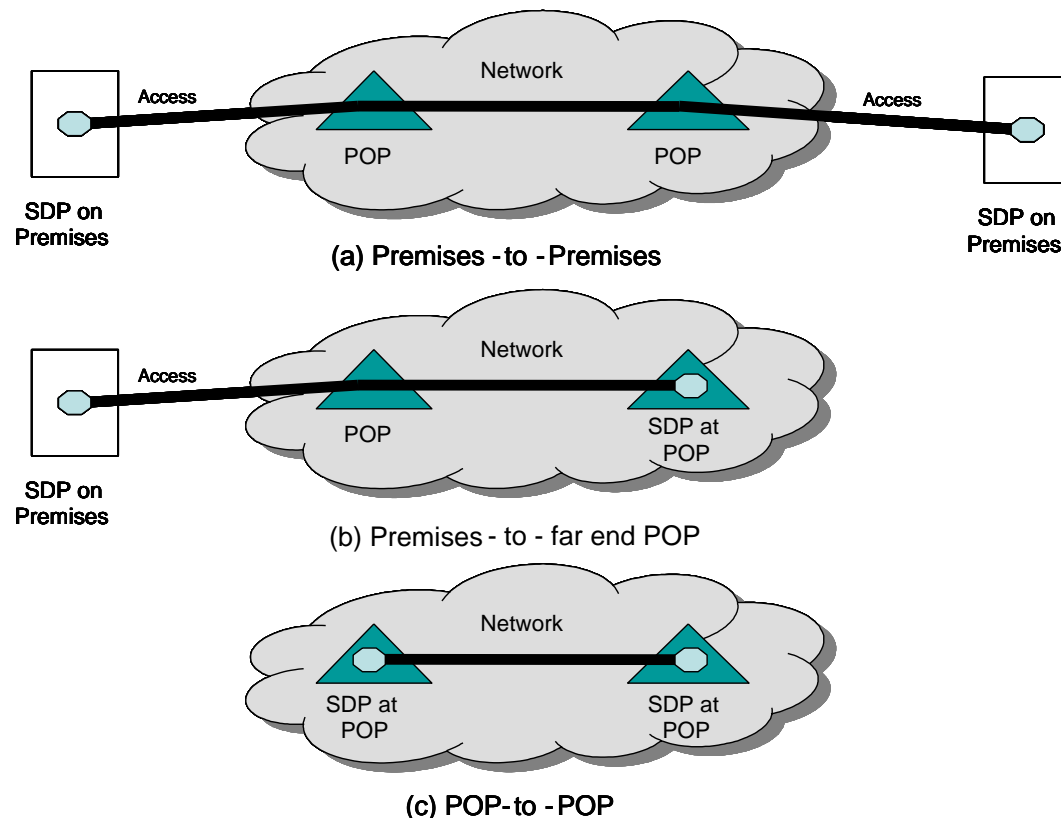 Network
Access
Access
POP
POP
SDP on
Premises
SDP on
Premises
(a) Premises - to - Premises
Network
Access
POP
SDP at
POP
SDP on
Premises
(b) Premises - to - far end POP
Network
SDP at
POP
SDP at
POP
(c) POP- to - POP